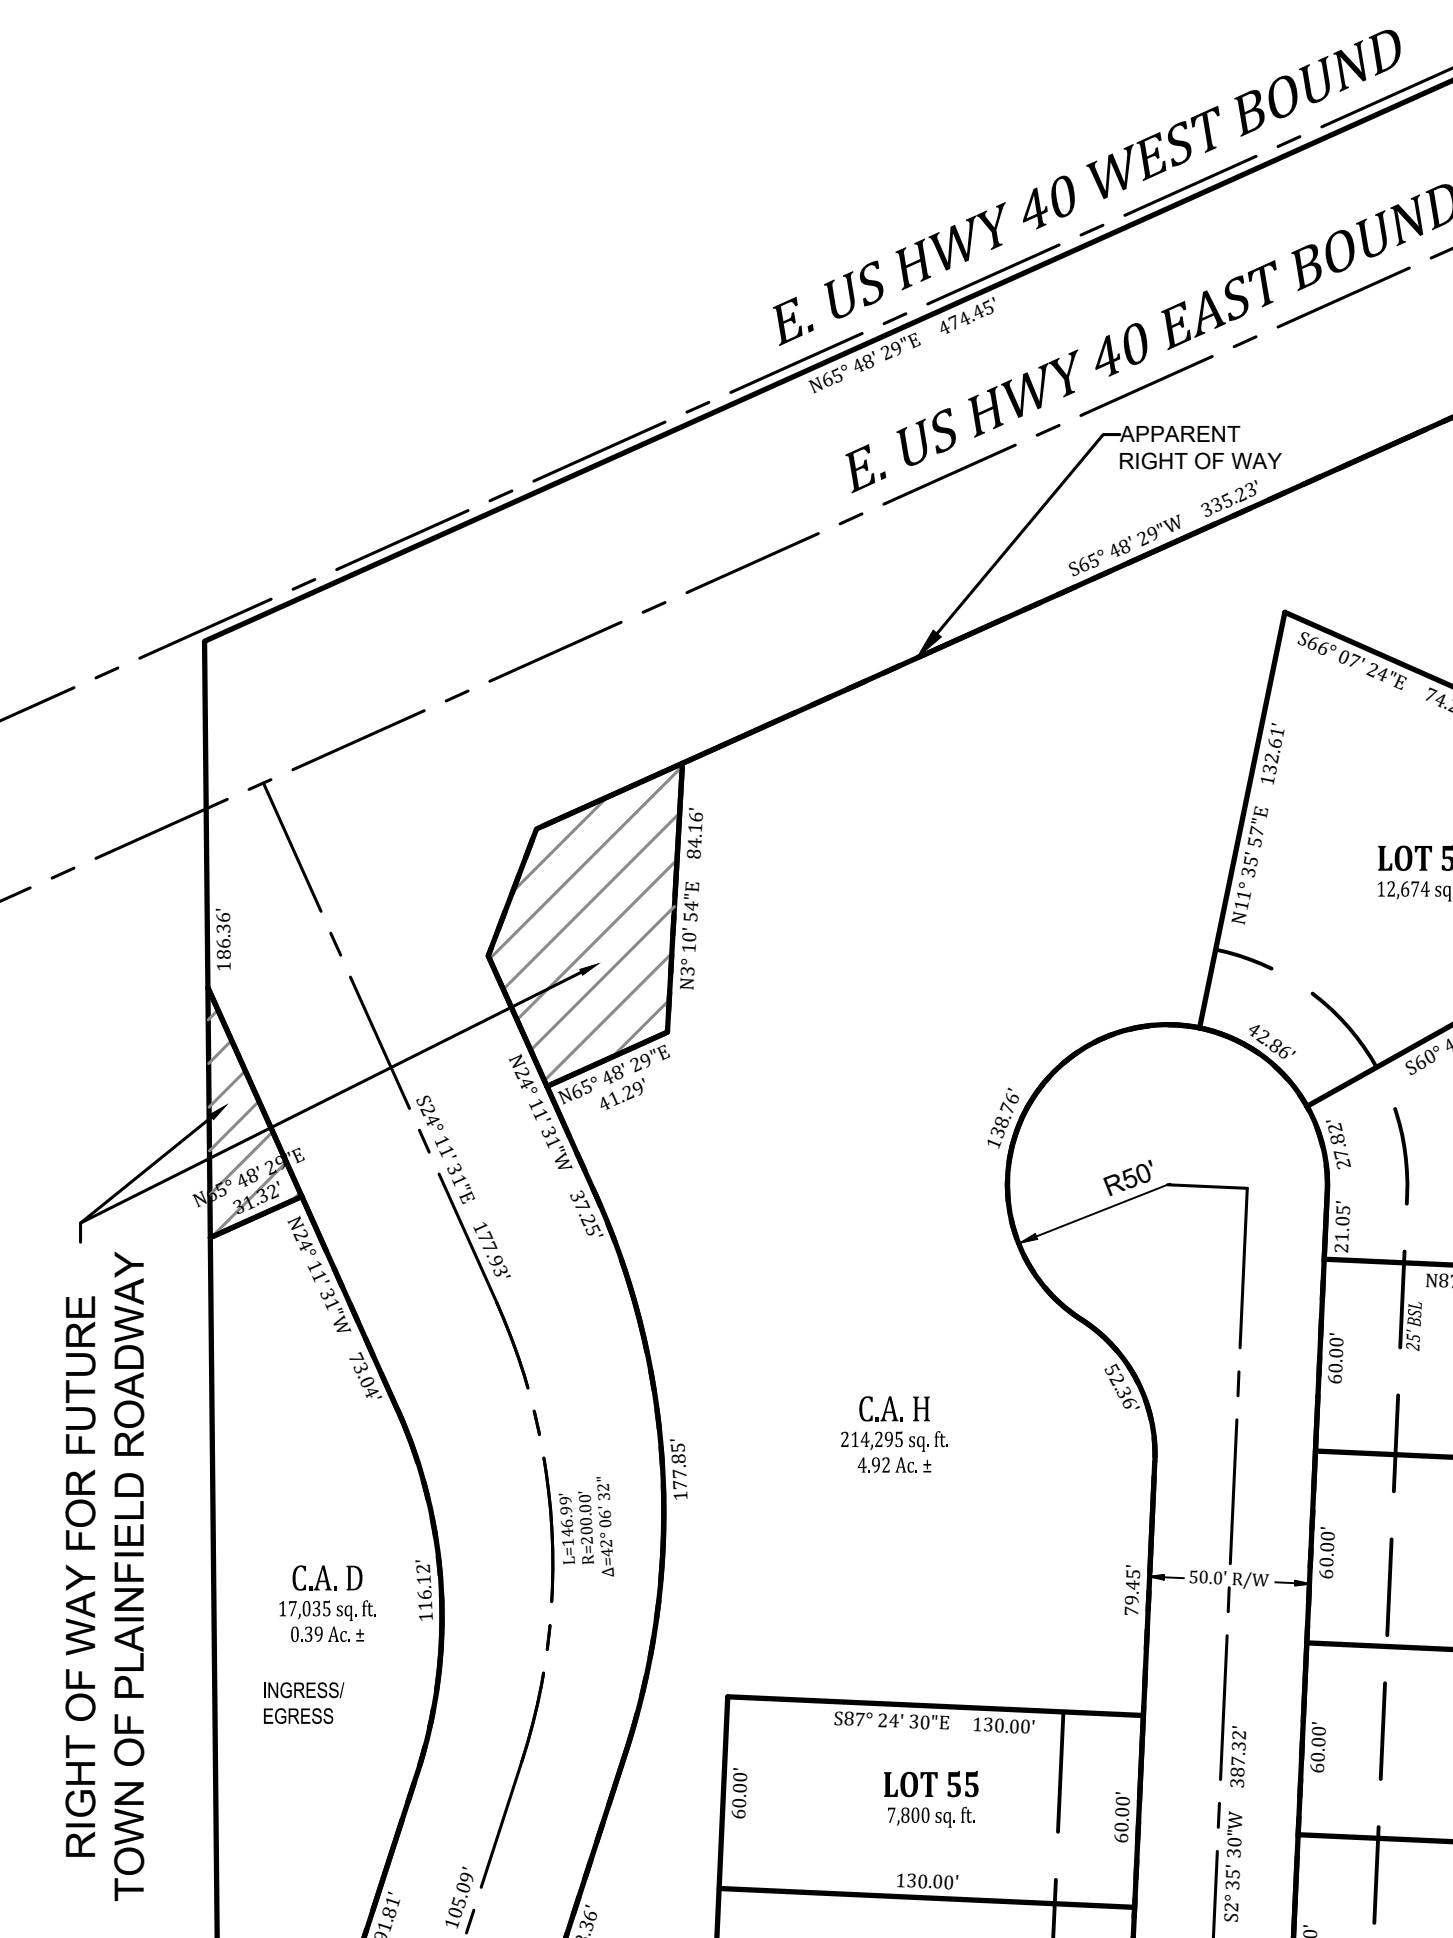 E. US HWY 40 WEST BOUND
N65° 48' 29"E 474.45'
E. US HWY 40 EAST BOUND
APPARENT
RIGHT OF WAY
S65° 48' 29"W 335.23'
S66° 07' 24"E
N11° 35' 57"E 132.61'
LOT
12,674 sq
186.36'
N3° 10' 54"E 84.16'
N65° 48' 29"E
41.29'
N24° 11' 31"W 37.25'
S24° 11' 31"E 177.93'
N65° 48' 29"E
31.32'
N24° 11' 31"W 73.04'
RIGHT OF WAY FOR FUTURE
TOWN OF PLAINFIELD ROADWAY
42.86'
138.76'
R50'
27.82'
21.05'
25' BSL
60.00'
52.36'
C.A. H
214,295 sq. ft.
4.92 Ac. ±
177.85'
L=146.99'
R=200.00'
Δ=42° 06' 32"
C.A. D
17,035 sq. ft.
0.39 Ac. ±
116.12'
INGRESS/
EGRESS
79.45'
50.0' R/W
60.00'
S87° 24' 30"E 130.00'
LOT 55
7,800 sq. ft.
60.00'
60.00'
130.00'
S2° 35' 30"W 387.32'
60.00'
105.09'
91.81'